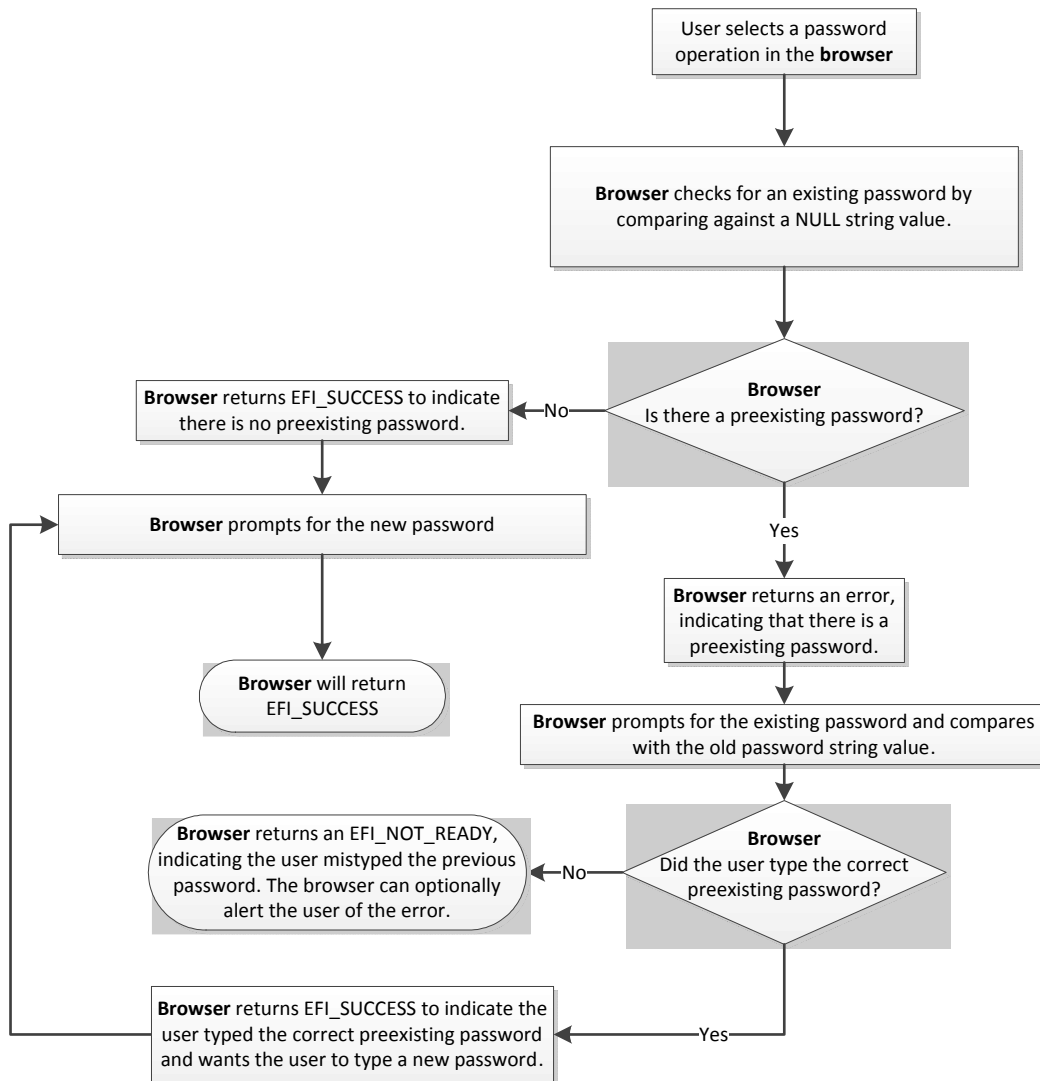 User selects a password
operation in the browser
Browser checks for an existing password by
comparing against a NULL string value.
Browser
Is there a preexisting password?
No
Browser returns EFI_SUCCESS to indicate
there is no preexisting password.
Browser prompts for the new password
Browser will return
EFI_SUCCESS
Yes
Browser returns an error,
indicating that there is a
preexisting password.
Browser prompts for the existing password and compares
with the old password string value.
Browser
Did the user type the correct
preexisting password?
No
Browser returns an EFI_NOT_READY,
indicating the user mistyped the previous
password. The browser can optionally
alert the user of the error.
Yes
Browser returns EFI_SUCCESS to indicate the
user typed the correct preexisting password
and wants the user to type a new password.